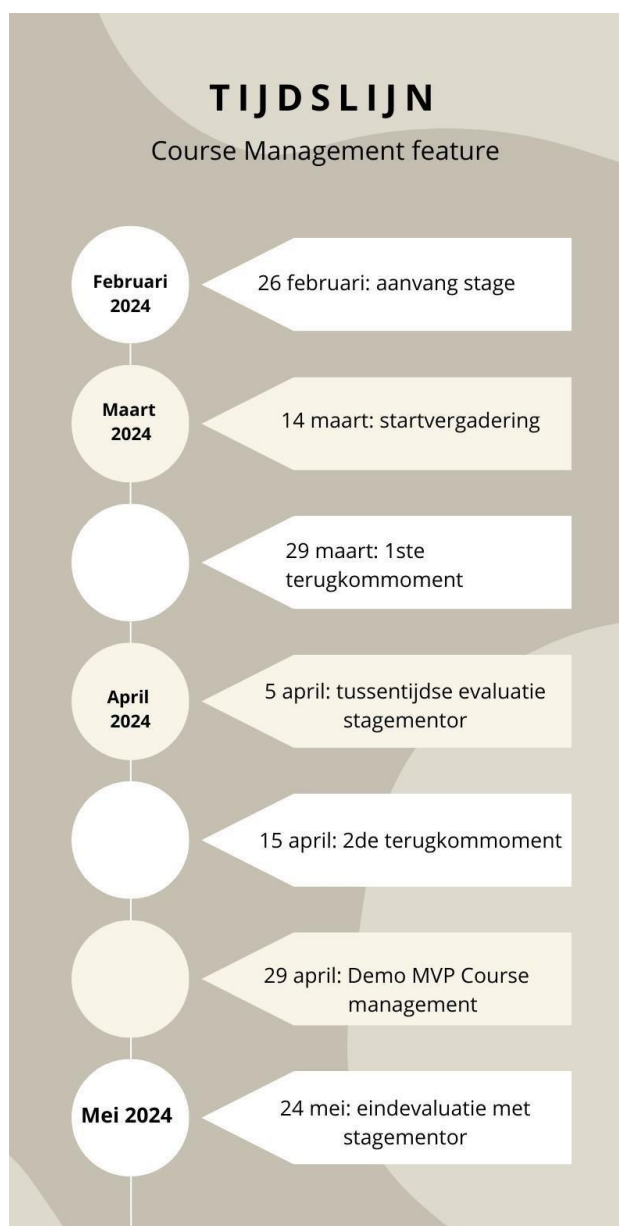 TIJDSLIJN
Course Management feature
Februari
2024
26 februari: aanvang stage
Maart
2024
14 maart: startvergadering
29 maart: 1ste
terugkommoment
April
2024
5 april: tussentijdse evaluatie
stagementor
15 april: 2de terugkommoment
29 april: Demo MVP Course
management
Mei 2024
24 mei: eindevaluatie met
stagementor